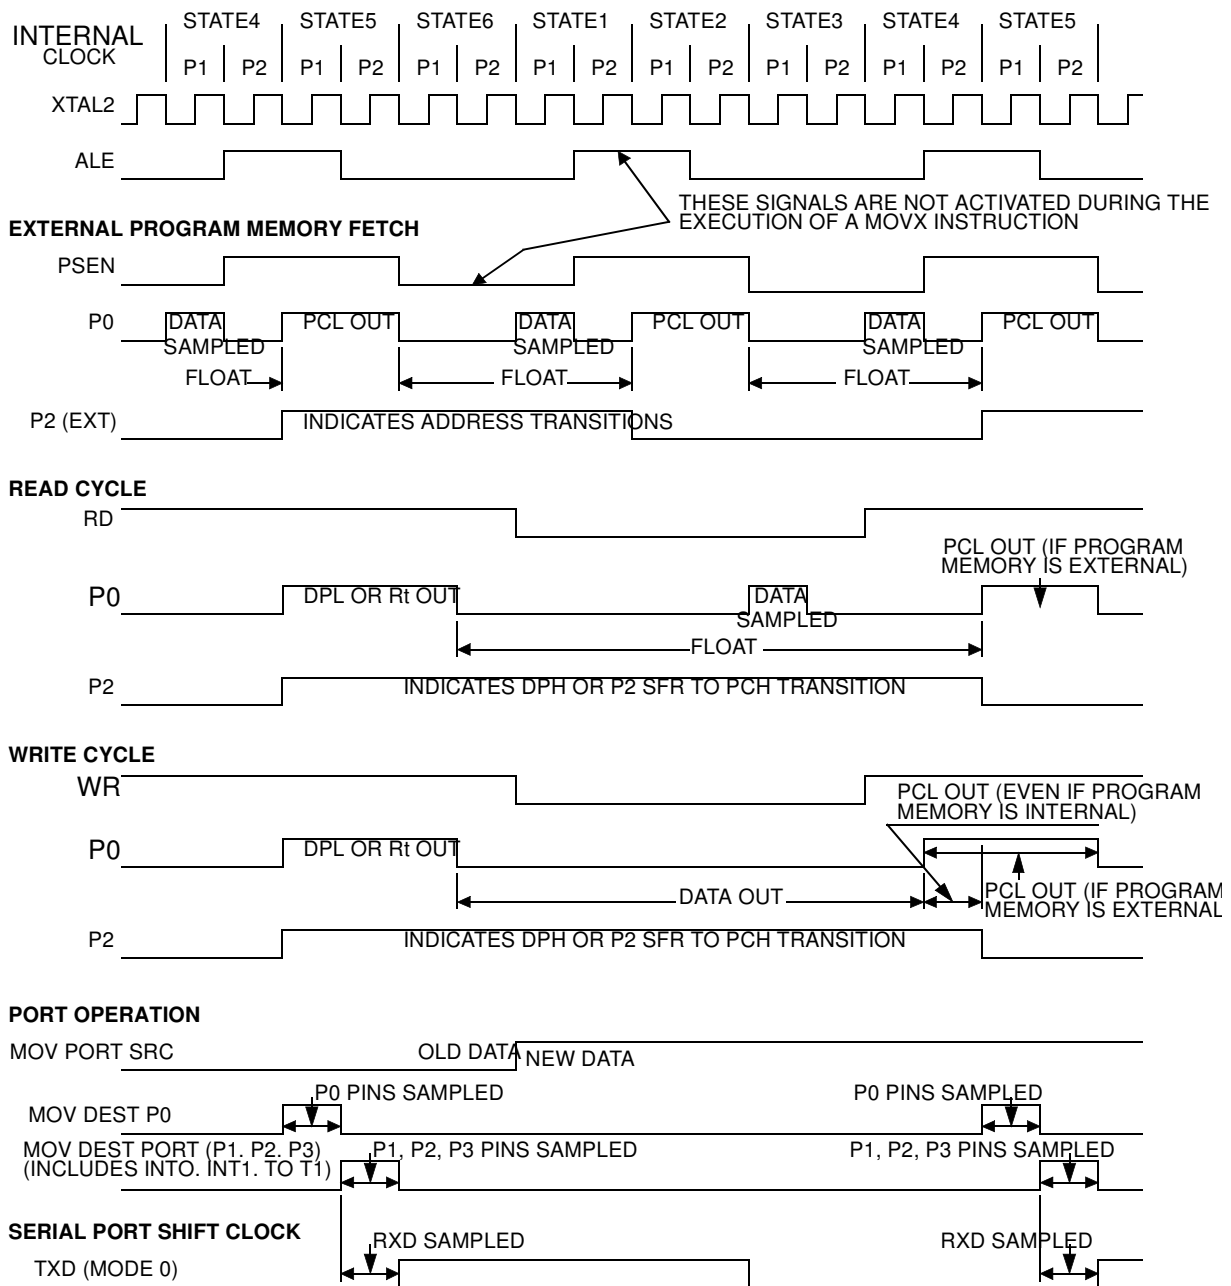 STATE4 STATE5 STATE6 STATE1 STATE2 STATE3 STATE4 STATE5
INTERNAL
CLOCK
P1 P2 P1 P2 P1 P2 P1 P2 P1 P2 P1 P2 P1 P2 P1 P2
XTAL2
ALE
THESE SIGNALS ARE NOT ACTIVATED DURING THE
EXECUTION OF A MOVX INSTRUCTION
EXTERNAL PROGRAM MEMORY FETCH
PSEN
P0 DATA PCL OUT DATA PCL OUT DATA PCL OUT
SAMPLED SAMPLED SAMPLED
FLOAT FLOAT FLOAT
P2 (EXT) INDICATES ADDRESS TRANSITIONS
READ CYCLE
RD
PCL OUT (IF PROGRAM
MEMORY IS EXTERNAL)
P0 DPL OR Rt OUT DATA
SAMPLED
FLOAT
P2 INDICATES DPH OR P2 SFR TO PCH TRANSITION
WRITE CYCLE
WR
PCL OUT (EVEN IF PROGRAM
MEMORY IS INTERNAL)
P0 DPL OR Rt OUT
DATA OUT
PCL OUT (IF PROGRAM
MEMORY IS EXTERNAL
P2 INDICATES DPH OR P2 SFR TO PCH TRANSITION
PORT OPERATION
MOV PORT SRC OLD DATA NEW DATA
P0 PINS SAMPLED P0 PINS SAMPLED
MOV DEST P0
MOV DEST PORT (P1. P2. P3) P1, P2, P3 PINS SAMPLED P1, P2, P3 PINS SAMPLED
(INCLUDES INTO. INT1. TO T1)
SERIAL PORT SHIFT CLOCK
RXD SAMPLED RXD SAMPLED
TXD (MODE 0)